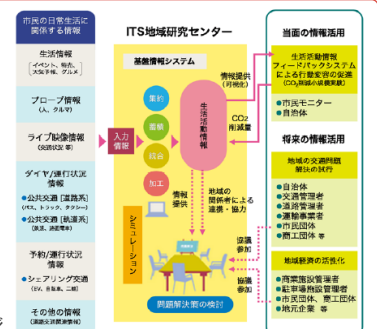 市民の日常生活に
関係する情報
生活情報
イベント、特売、
天気予報、グルメ
プローブ情報
(人、クルマ)
ライブ映像情報
(交通状況 等)
ダイヤ/運行状況
情報
●公共交通 [道路系]
(バス、トラック、タクシー)
●公共交通 [軌道系]
(鉄道、路面電車)
予約/運行状況
情報
●シェアリング交通
(EV、自転車、二輪)
その他の情報
(道路交通関連情報)
入力
情報
ITS地域研究センター
基盤情報システム
集約
蓄積
統合
加工
生活活動情報
情報提供
(可視化)
CO2
削減量
情報
提供
地域の
関係者による
連携・協力
シミュレーション
協議
参加
協議
参加
問題解決策の検討
当面の情報活用
生活活動情報
フィードバックシステム
による行動変容の促進
(CO2削減の規模実験)
●市民モニター
●自治体
将来の情報活用
地域の交通問題
解決の試行
●自治体
●交通管理者
●道路管理者
●運輸事業者
●市民団体
●商工団体 等
地域経済の活性化
●商業施設管理者
●駐車場施設管理者
●市民団体、商工団体
●地元企業 等